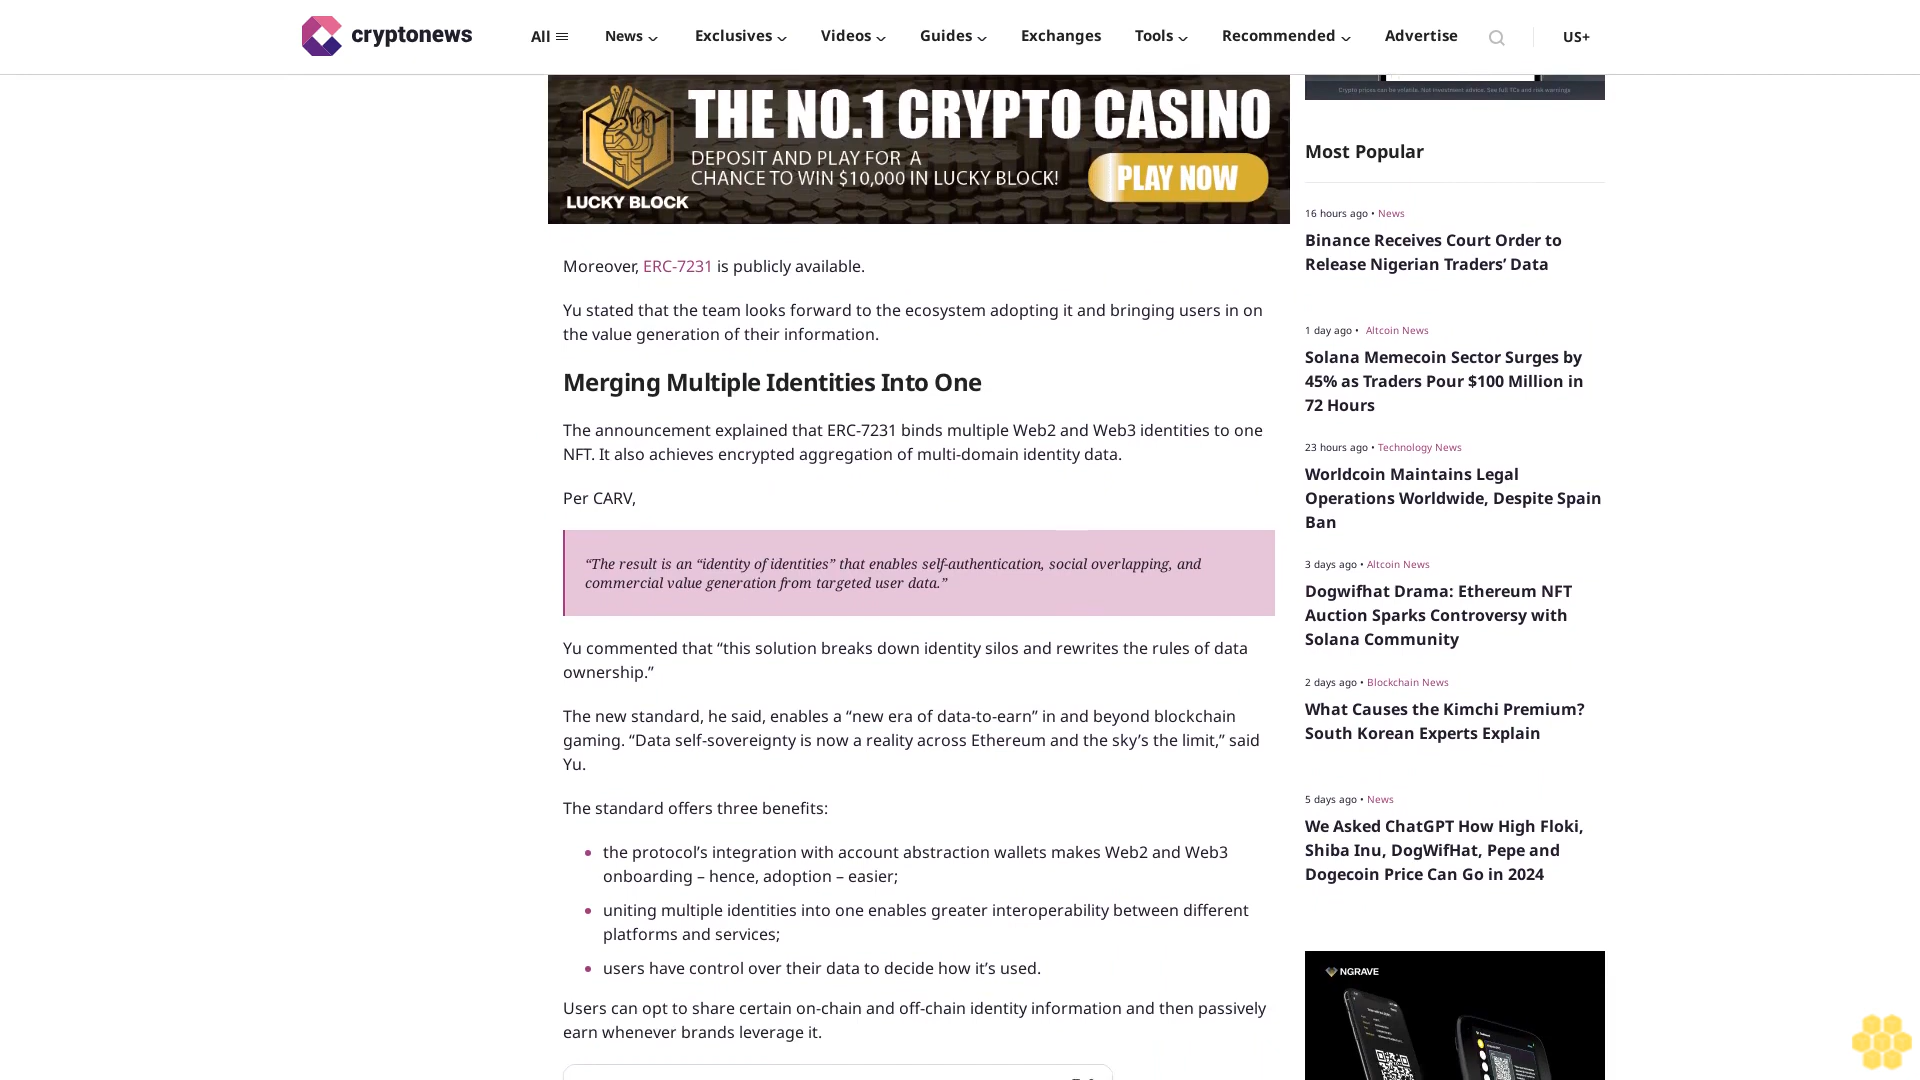 cryptonews
All
News
Exclusives
Videos
Guides
Exchanges
Tools
Recommended
Advertise
US+
THE NO.1 CRYPTO CASINO
DEPOSIT AND PLAY FOR A
CHANCE TO WIN $10,000 IN LUCKY BLOCK!
PLAY NOW
LUCKY BLOCK
Moreover, ERC-7231 is publicly available.
Yu stated that the team looks forward to the ecosystem adopting it and bringing users in on
the value generation of their information.
Merging Multiple Identities Into One
The announcement explained that ERC-7231 binds multiple Web2 and Web3 identities to one
NFT. It also achieves encrypted aggregation of multi-domain identity data.
Per CARV,
“The result is an “identity of identities” that enables self-authentication, social overlapping, and
commercial value generation from targeted user data.”
Yu commented that “this solution breaks down identity silos and rewrites the rules of data
ownership.”
The new standard, he said, enables a “new era of data-to-earn” in and beyond blockchain
gaming. “Data self-sovereignty is now a reality across Ethereum and the sky’s the limit,” said
Yu.
The standard offers three benefits:
the protocol’s integration with account abstraction wallets makes Web2 and Web3
onboarding – hence, adoption – easier;
uniting multiple identities into one enables greater interoperability between different
platforms and services;
users have control over their data to decide how it’s used.
Users can opt to share certain on-chain and off-chain identity information and then passively
earn whenever brands leverage it.
Crypto prices can be volatile. Not investment advice. See full TCs and risk warnings
Most Popular
16 hours ago • News
Binance Receives Court Order to
Release Nigerian Traders’ Data
1 day ago • Altcoin News
Solana Memecoin Sector Surges by
45% as Traders Pour $100 Million in
72 Hours
23 hours ago • Technology News
Worldcoin Maintains Legal
Operations Worldwide, Despite Spain
Ban
3 days ago • Altcoin News
Dogwifhat Drama: Ethereum NFT
Auction Sparks Controversy with
Solana Community
2 days ago • Blockchain News
What Causes the Kimchi Premium?
South Korean Experts Explain
5 days ago • News
We Asked ChatGPT How High Floki,
Shiba Inu, DogWifHat, Pepe and
Dogecoin Price Can Go in 2024
NGRAVE